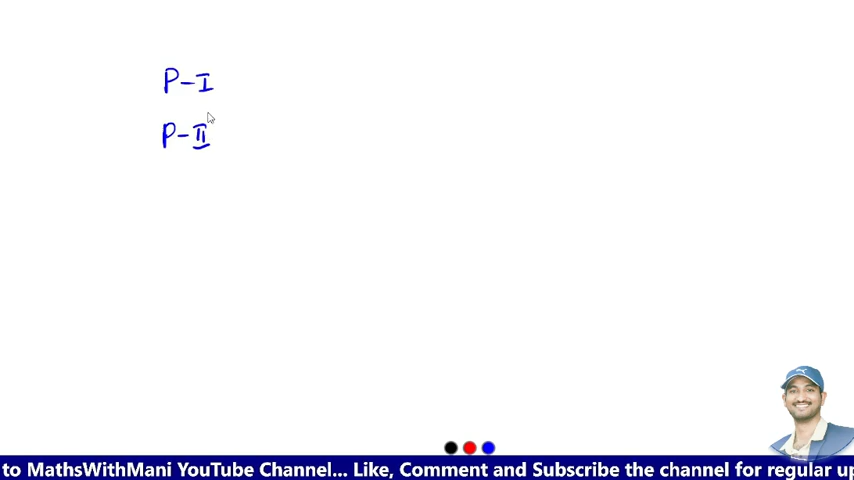 P-I
P-II
to MathsWithMani YouTube Channel... Like, Comment and Subscribe the channel for regular up